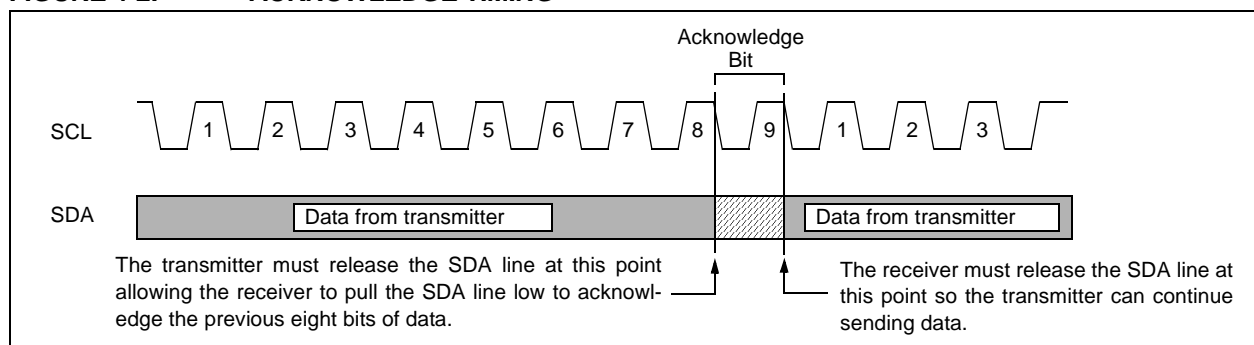 Acknowledge
Bit
SCL
1 2 3 4 5 6 7 8 9 1 2 3
SDA
Data from transmitter
Data from transmitter
The transmitter must release the SDA line at this point
allowing the receiver to pull the SDA line low to acknowl-
edge the previous eight bits of data.
The receiver must release the SDA line at
this point so the transmitter can continue
sending data.